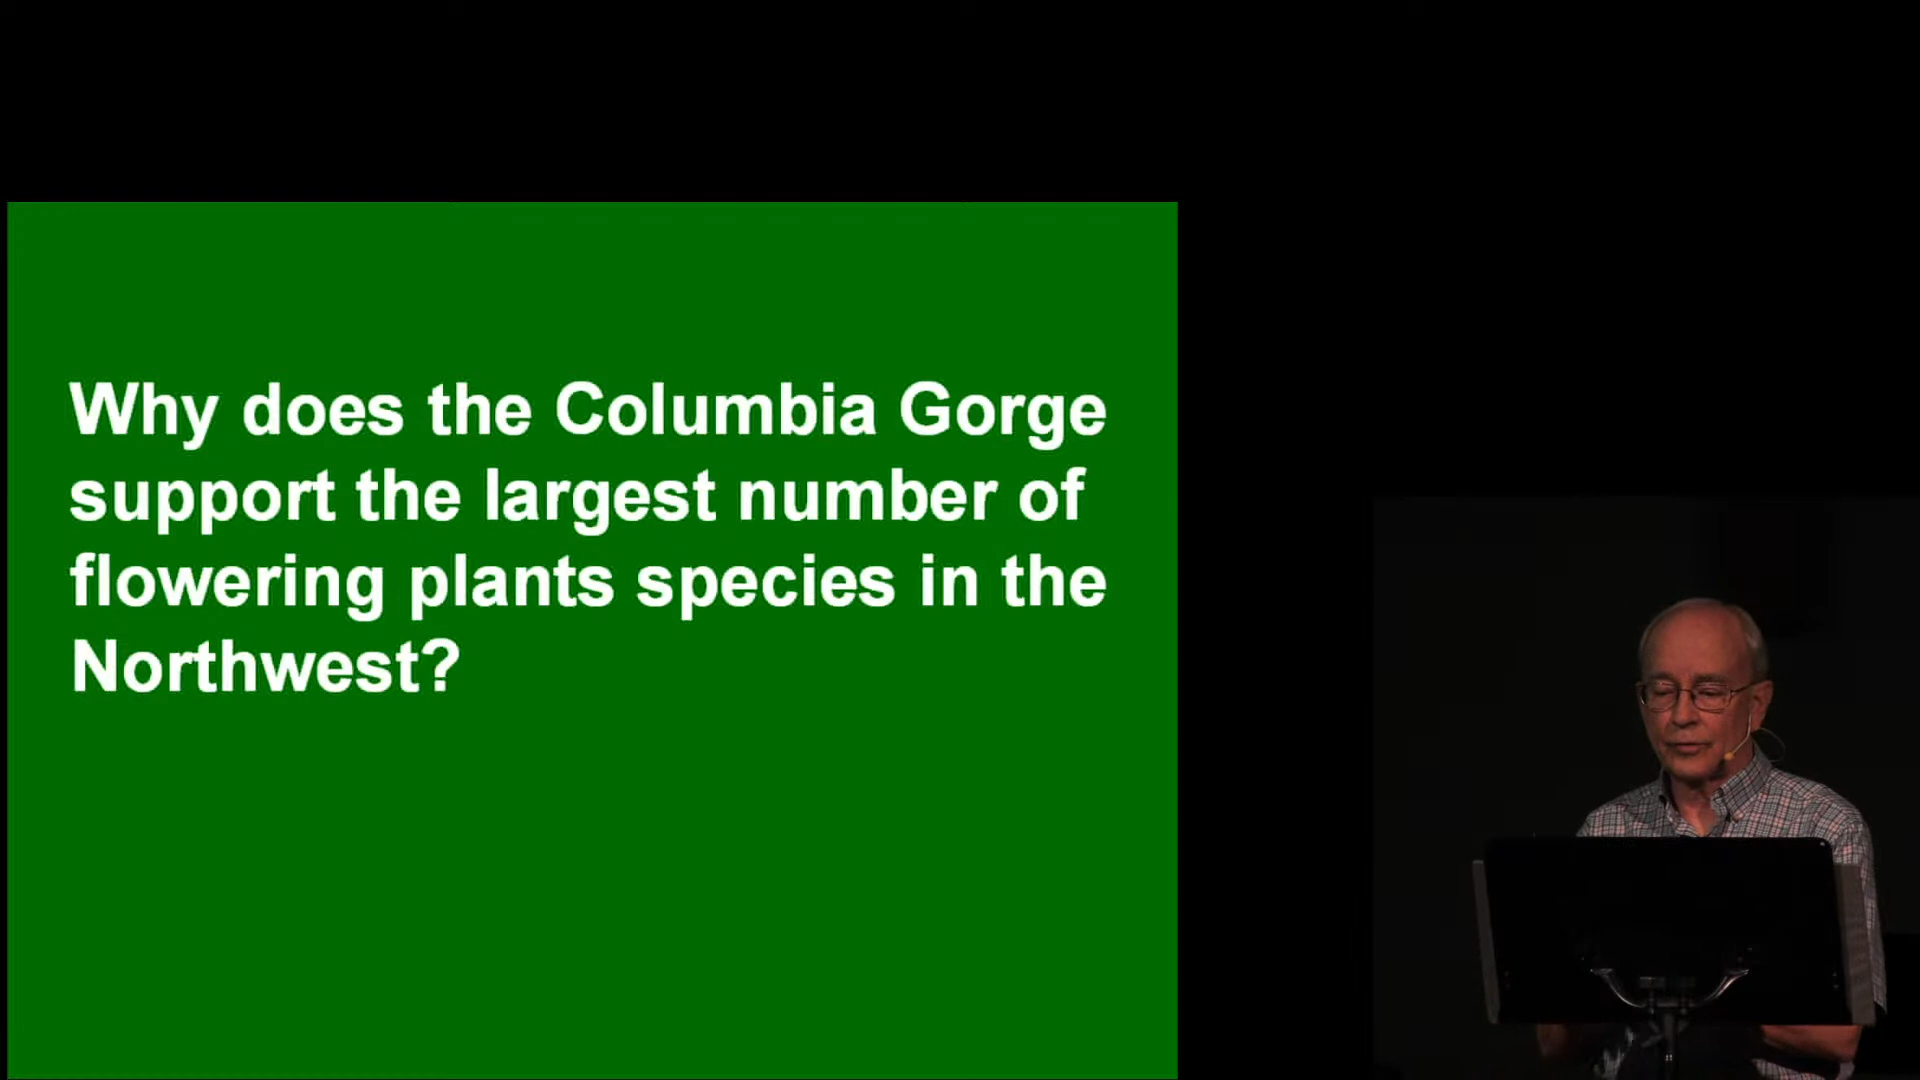 Why does the Columbia Gorge
support the largest number of
flowering plants species in the
Northwest?